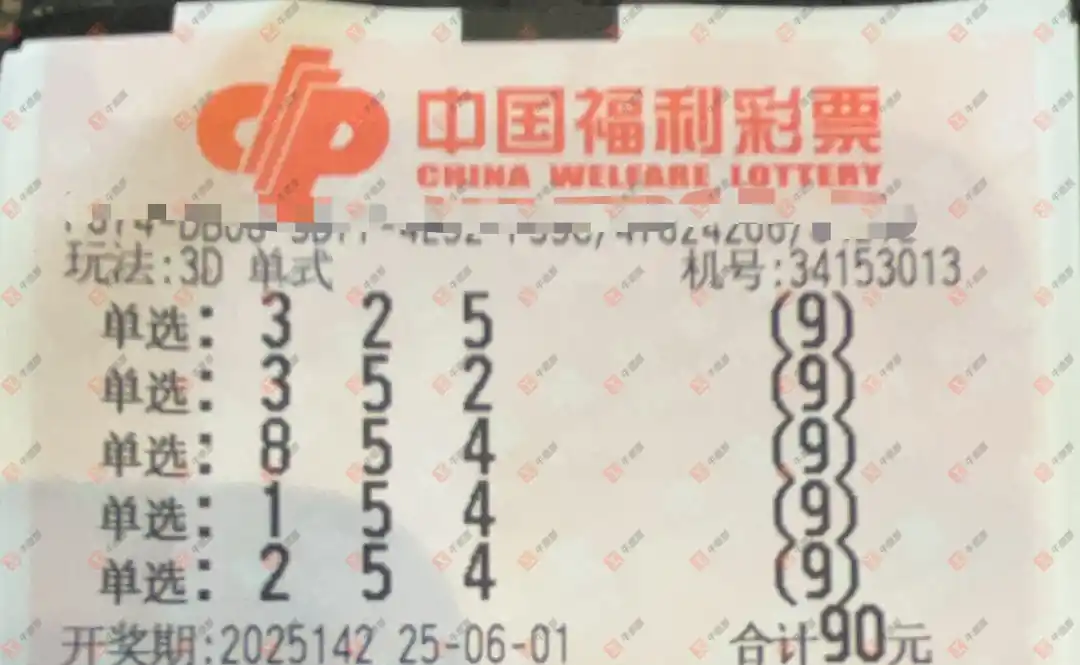 中国福利彩票
CHINA WELFARE LOTTERY
玩法:3D 单式 机号:34153013
单选: 3 2 5 (9)
单选: 3 5 2 (9)
单选: 8 5 4 (9)
单选: 1 5 4 (9)
单选: 2 5 4 (9)
开奖期:2025142 25-06-01 合计90元